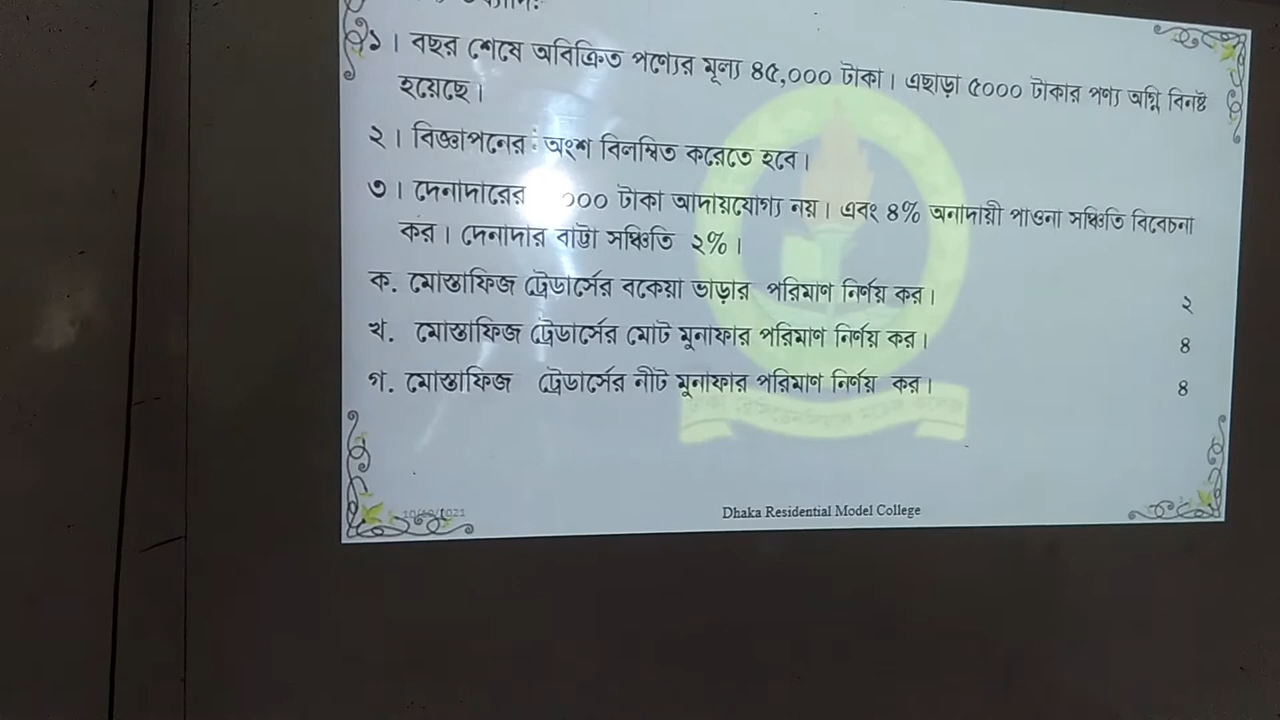 ১। বছর শেষে অবিক্রিত পণ্যের মূল্য ৪৫,০০০ টাকা। এছাড়া ৫০০০ টাকার পণ্য অগ্নি বিনষ্ট
হয়েছে।
২। বিজ্ঞাপনের অংশ বিলম্বিত করেতে হবে।
৩। দেনাদারের টাকা আদায়যোগ্য নয়। এবং ৪% অনাদায়ী পাওনা সঞ্চিতি বিবেচনা
কর। দেনাদার বাট্টা সঞ্চিতি ২%।
ক. মোস্তাফিজ ট্রেডার্সের বকেয়া ভাড়ার পরিমাণ নির্ণয় কর। ২
খ. মোস্তাফিজ ট্রেডার্সের মোট মুনাফার পরিমাণ নির্ণয় কর। ৪
গ. মোস্তাফিজ ট্রেডার্সের নীট মুনাফার পরিমাণ নির্ণয় কর। ৪
Dhaka Residential Model College